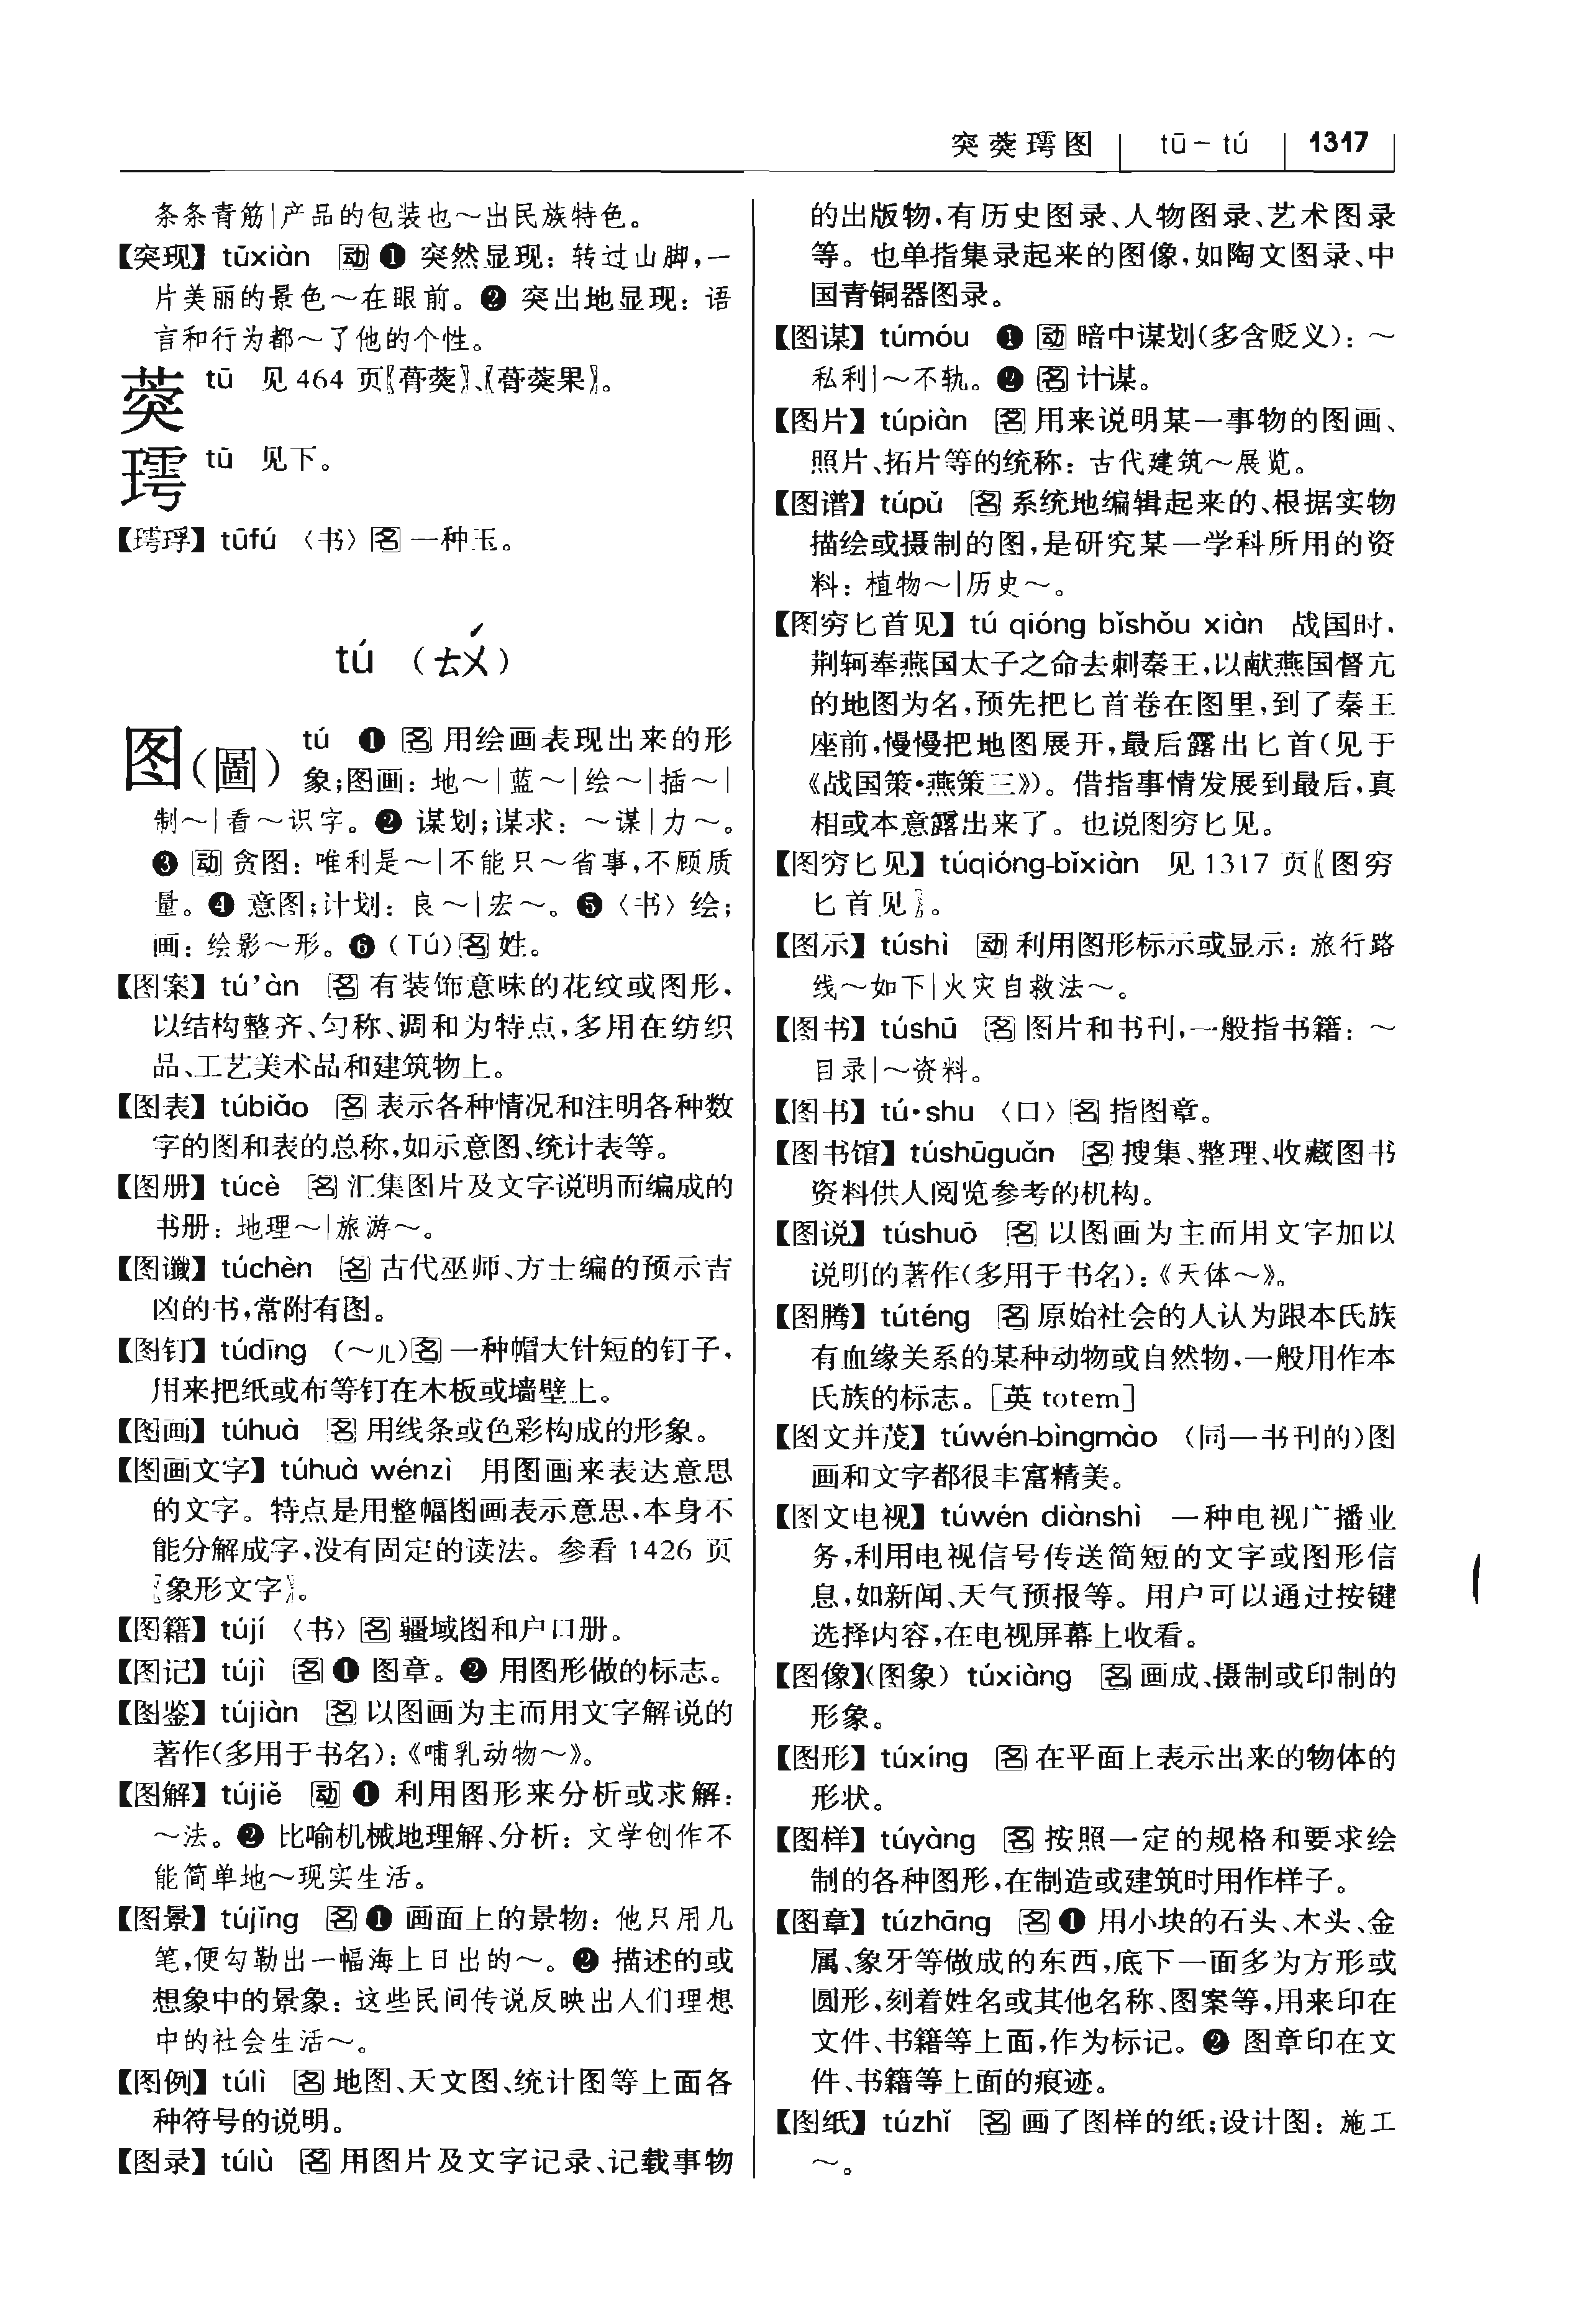 突葖瑹图 tū－tú 1317
条条青筋|产品的包装也～出民族特色。
【突现】tūxiàn 动❶ 突然显现：转过山脚，一
片美丽的景色～在眼前。❷ 突出地显现：语
言和行为都～了他的个性。
葖 tū 见464页〖蓇葖〗、〖蓇葖果〗。
tū 见下。
tūfú 〈书〉名 一种玉。
tú （ㄊㄨˊ）
图（圖） tú ❶ 名 用绘画表现出来的形
象；图画：地～|蓝～|绘～|插～|
制～|看～识字。❷ 谋划；谋求：～谋|力～。
❸ 动 贪图：唯利是～|不能只～省事，不顾质
量。❹ 意图；计划：良～|宏～。❺〈书〉绘；
画：绘影～形。❻（Tú）名 姓。
【图案】tú’àn 名 有装饰意味的花纹或图形，
以结构整齐、匀称、调和为特点，多用在纺织
品、工艺美术品和建筑物上。
【图表】túbiǎo 名 表示各种情况和注明各种数
字的图和表的总称，如示意图、统计表等。
【图册】túcè 名 汇集图片及文字说明而编成的
书册：地理～|旅游～。
【图谶】túchèn 名 古代巫师、方士编的预示吉
凶的书，常附有图。
【图钉】túdīng （～儿）名 一种帽大针短的钉子，
用来把纸或布等钉在木板或墙壁上。
【图画】túhuà 名 用线条或色彩构成的形象。
【图画文字】túhuà wénzì 用图画来表达意思
的文字。特点是用整幅图画表示意思，本身不
能分解成字，没有固定的读法。参看1426页
〖象形文字〗。
【图籍】tújí 〈书〉名 疆域图和户口册。
【图记】tújì 名❶ 图章。❷ 用图形做的标志。
【图鉴】tújiàn 名 以图画为主而用文字解说的
著作（多用于书名）：《哺乳动物～》。
【图解】tújiě 动❶ 利用图形来分析或求解：
～法。❷ 比喻机械地理解、分析：文学创作不
能简单地～现实生活。
【图景】tújǐng 名❶ 画面上的景物：他只用几
笔，便勾勒出一幅海上日出的～。❷ 描述的或
想象中的景象：这些民间传说反映出人们理想
中的社会生活～。
【图例】túlì 名 地图、天文图、统计图等上面各
种符号的说明。
【图录】túlù 名 用图片及文字记录、记载事物
的出版物，有历史图录、人物图录、艺术图录
等。也单指集录起来的图像，如陶文图录、中
国青铜器图录。
【图谋】túmóu ❶ 动 暗中谋划（多含贬义）：～
私利|～不轨。❷ 名 计谋。
【图片】túpiàn 名 用来说明某一事物的图画、
照片、拓片等的统称：古代建筑～展览。
【图谱】túpǔ 名 系统地编辑起来的、根据实物
描绘或摄制的图，是研究某一学科所用的资
料：植物～|历史～。
【图穷匕首见】tú qióng bǐshǒu xiàn 战国时，
荆轲奉燕国太子之命去刺秦王，以献燕国督亢
的地图为名，预先把匕首卷在图里，到了秦王
座前，慢慢把地图展开，最后露出匕首（见于
《战国策·燕策三》）。借指事情发展到最后，真
相或本意露出来了。也说图穷匕见。
【图穷匕见】túqióng-bǐxiàn 见1317页〖图穷
匕首见〗。
【图示】túshì 动 利用图形标示或显示：旅行路
线～如下|火灾自救法～。
【图书】túshū 名 图片和书刊，一般指书籍：～
目录|～资料。
【图书】tú·shu 〈口〉名 指图章。
【图书馆】túshūguǎn 名 搜集、整理、收藏图书
资料供人阅览参考的机构。
【图说】túshuō 名 以图画为主而用文字加以
说明的著作（多用于书名）：《天体～》。
【图腾】túténg 名 原始社会的人认为跟本氏族
有血缘关系的某种动物或自然物，一般用作本
氏族的标志。［英 totem］
【图文并茂】túwén-bìngmào （同一书刊的）图
画和文字都很丰富精美。
【图文电视】túwén diànshì 一种电视广播业
务，利用电视信号传送简短的文字或图形信
息，如新闻、天气预报等。用户可以通过按键
选择内容，在电视屏幕上收看。
【图像】（图象） túxiàng 名 画成、摄制或印制的
形象。
【图形】túxíng 名 在平面上表示出来的物体的
形状。
【图样】túyàng 名 按照一定的规格和要求绘
制的各种图形，在制造或建筑时用作样子。
【图章】túzhāng 名❶ 用小块的石头、木头、金
属、象牙等做成的东西，底下一面多为方形或
圆形，刻着姓名或其他名称、图案等，用来印在
文件、书籍等上面，作为标记。❷ 图章印在文
件、书籍等上面的痕迹。
【图纸】túzhǐ 名 画了图样的纸；设计图：施工
～。